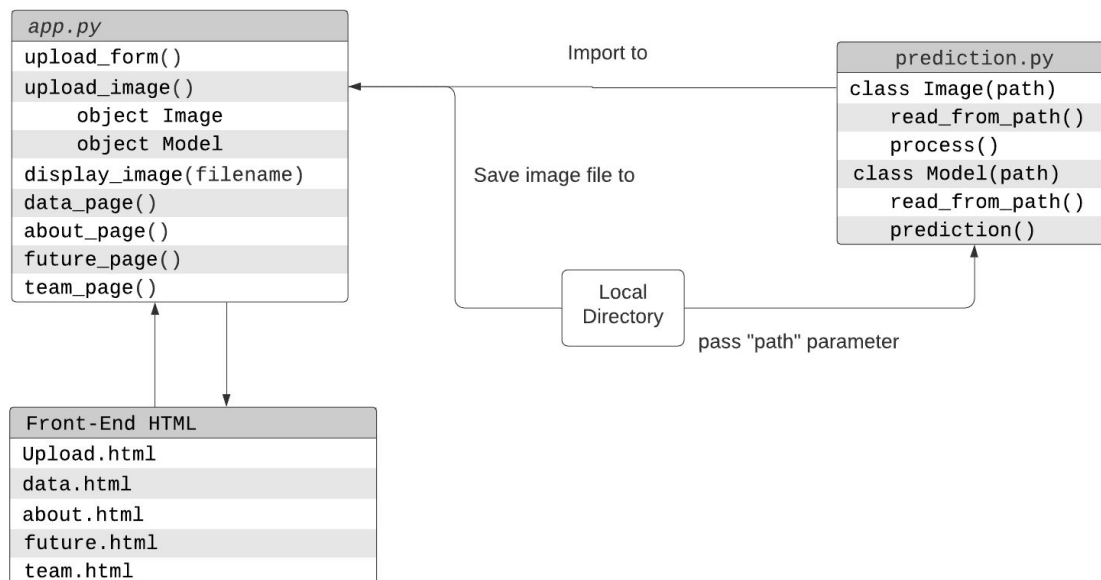 app.py
upload_form()
upload_image()
object Image
object Model
display_image(filename)
data_page()
about_page()
future_page()
team_page()
Import to
Save image file to
prediction.py
class Image(path)
read_from_path()
process()
class Model(path)
read_from_path()
prediction()
Local
Directory
pass "path" parameter
Front-End HTML
Upload.html
data.html
about.html
future.html
team.html